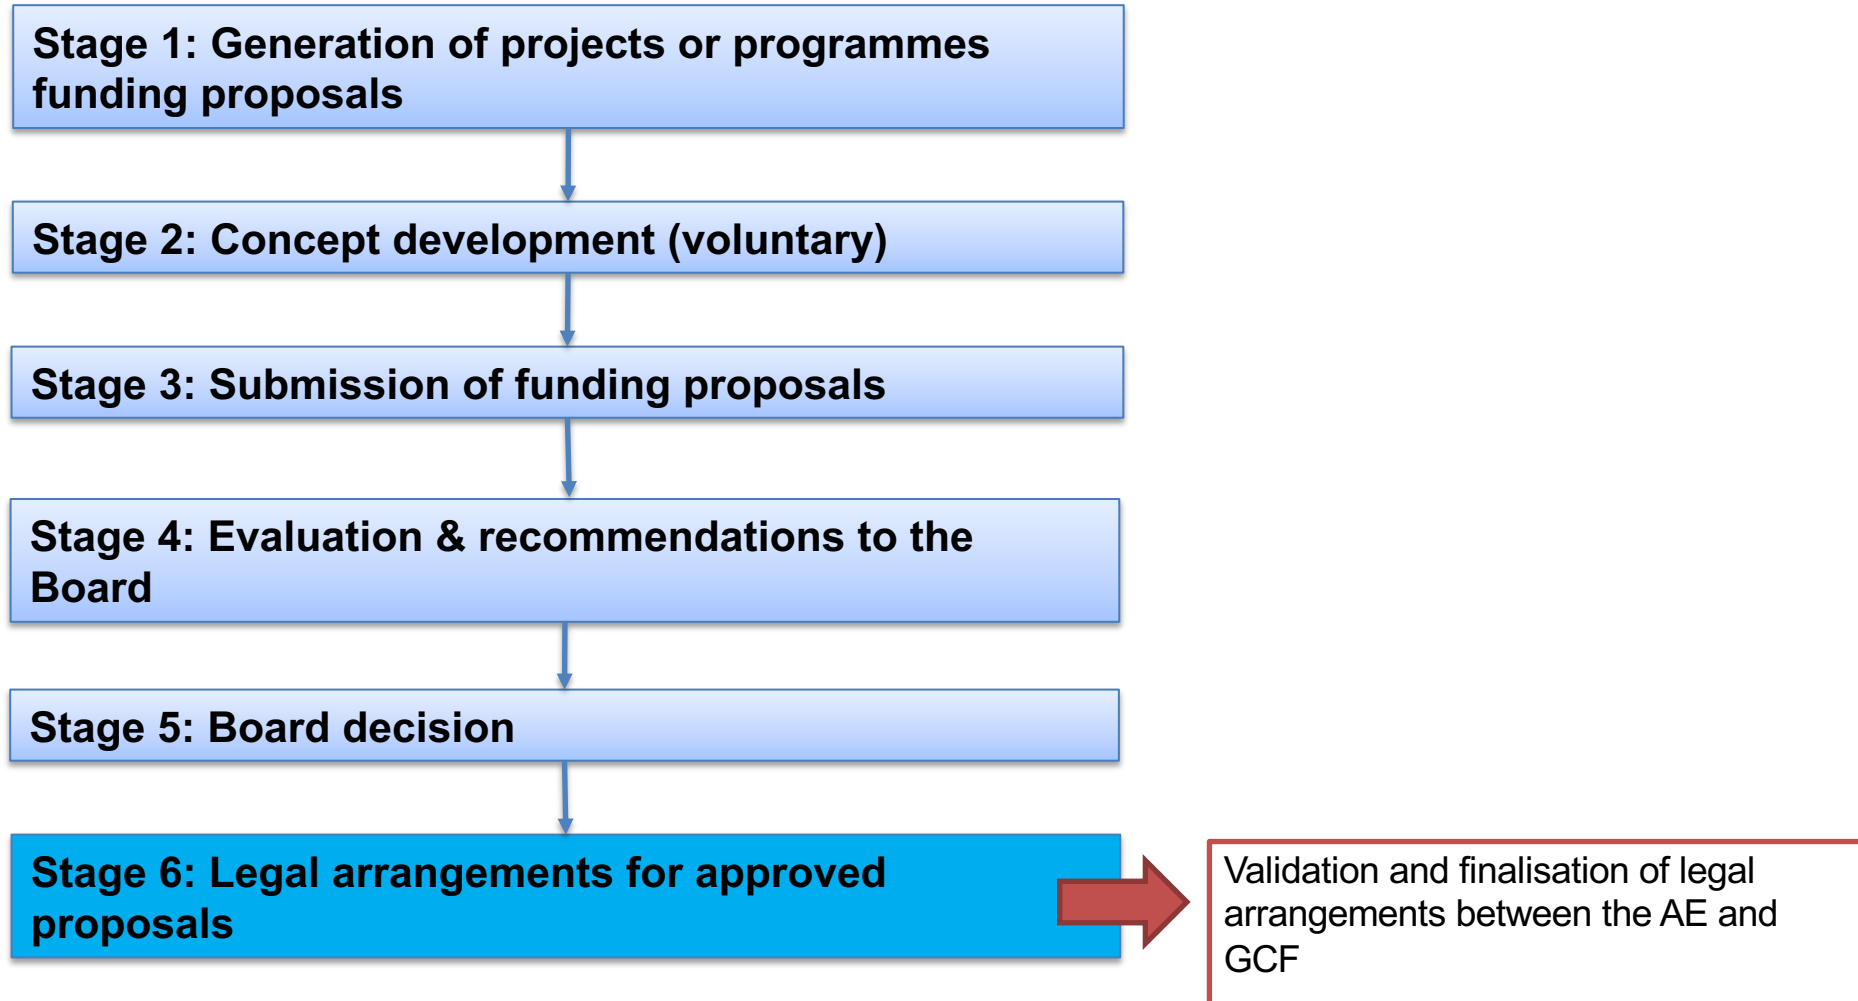 Stage 1: Generation of projects or programmes
funding proposals
Stage 2: Concept development (voluntary)
Stage 3: Submission of funding proposals
Stage 4: Evaluation & recommendations to the
Board
Stage 5: Board decision
Stage 6: Legal arrangements for approved
proposals
Validation and finalisation of legal
arrangements between the AE and
GCF